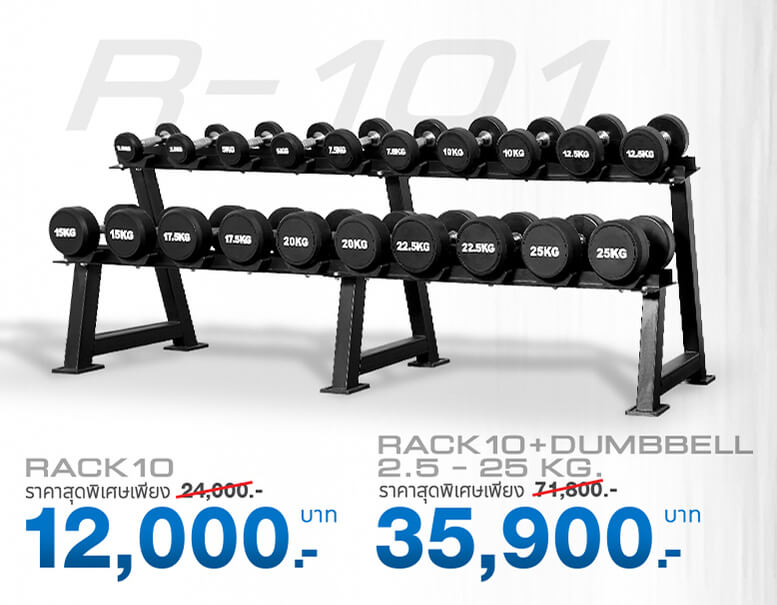 R-101
2.5KG 2.5KG 5KG 5KG 7.5KG 7.5KG 10KG 10KG 12.5KG 12.5KG
15KG 15KG 17.5KG 17.5KG 20KG 20KG 22.5KG 22.5KG 25KG 25KG
RACK 10
ราคาสุดพิเศษเพียง 24,000.-
12,000.- บาท
RACK 10+DUMBBELL
2.5 - 25 KG.
ราคาสุดพิเศษเพียง 71,800.-
35,900.- บาท